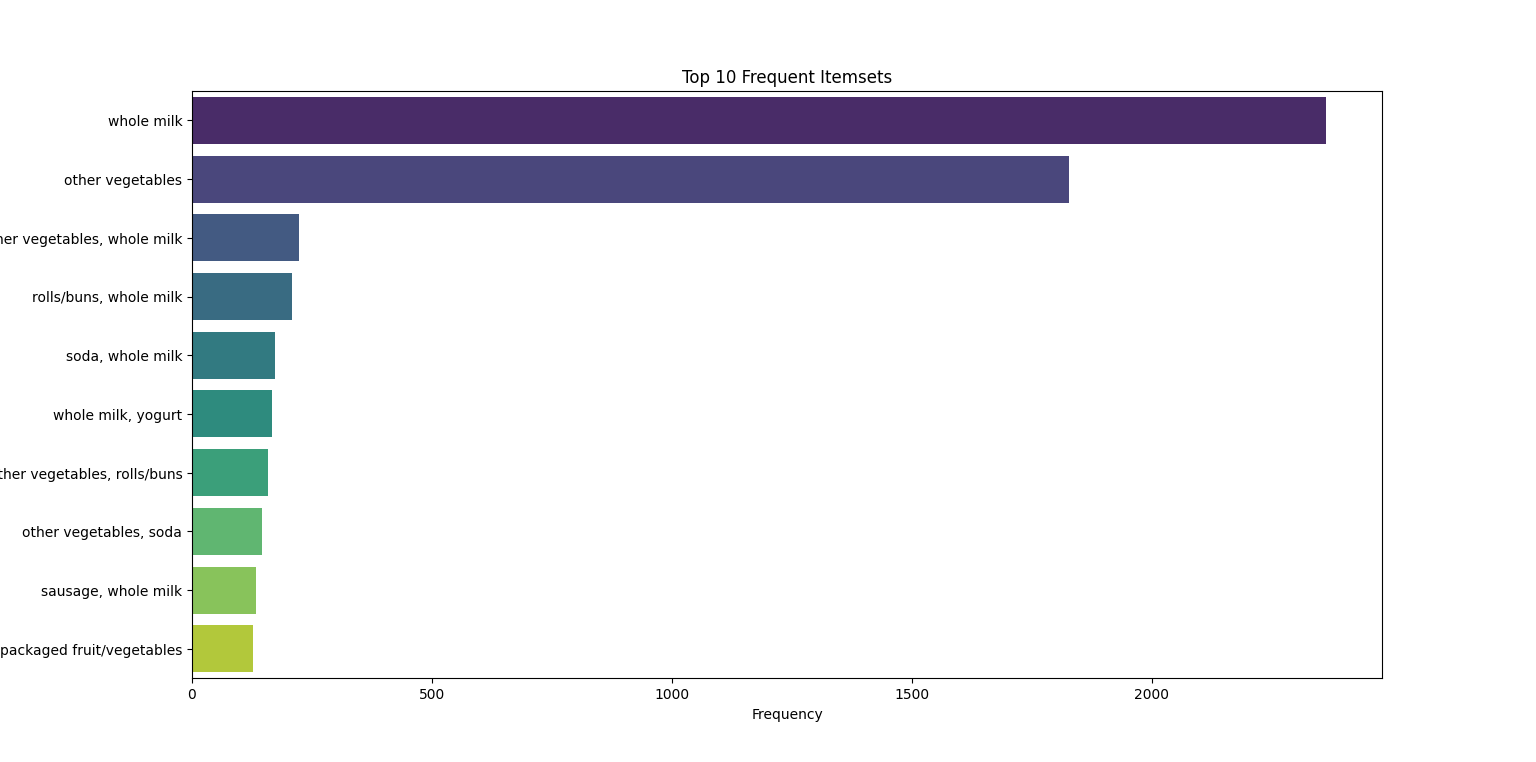 Top 10 Frequent Itemsets
whole milk
other vegetables
vegetables, whole milk
rolls/buns, whole milk
soda, whole milk
whole milk, yogurt
vegetables, rolls/buns
other vegetables, soda
sausage, whole milk
packaged fruit/vegetables
0 500 1000 1500 2000
Frequency